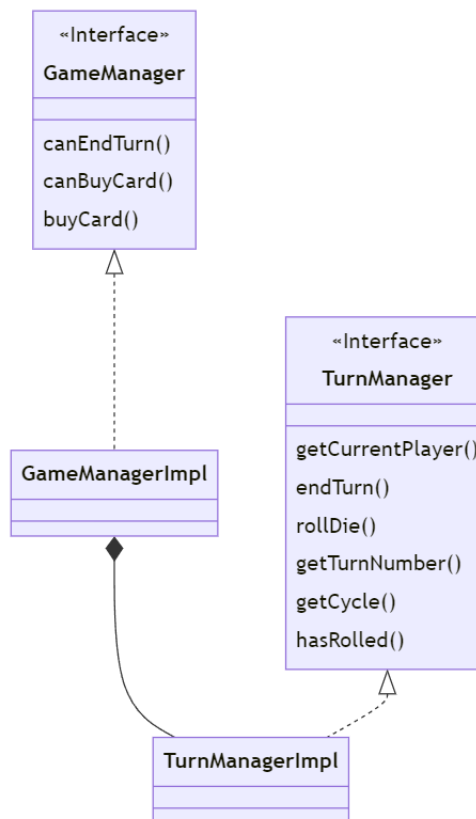 «Interface»
GameManager
canEndTurn()
canBuyCard()
buyCard()
«Interface»
TurnManager
getCurrentPlayer()
endTurn()
rollDie()
getTurnNumber()
getCycle()
hasRolled()
GameManagerImpl
TurnManagerImpl